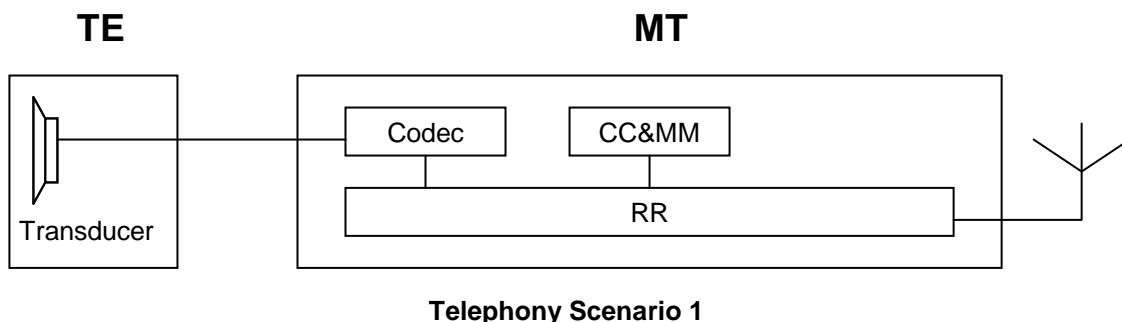 TE
MT
Codec
CC&MM
RR
Transducer
Telephony Scenario 1